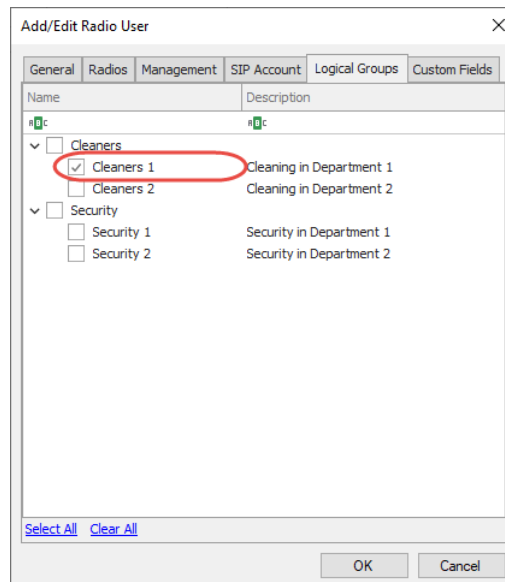 Add/Edit Radio User
General Radios Management SIP Account Logical Groups Custom Fields
Name Description
ABC ABC
Cleaners
Cleaners 1 Cleaning in Department 1
Cleaners 2 Cleaning in Department 2
Security
Security 1 Security in Department 1
Security 2 Security in Department 2
Select All Clear All
OK Cancel